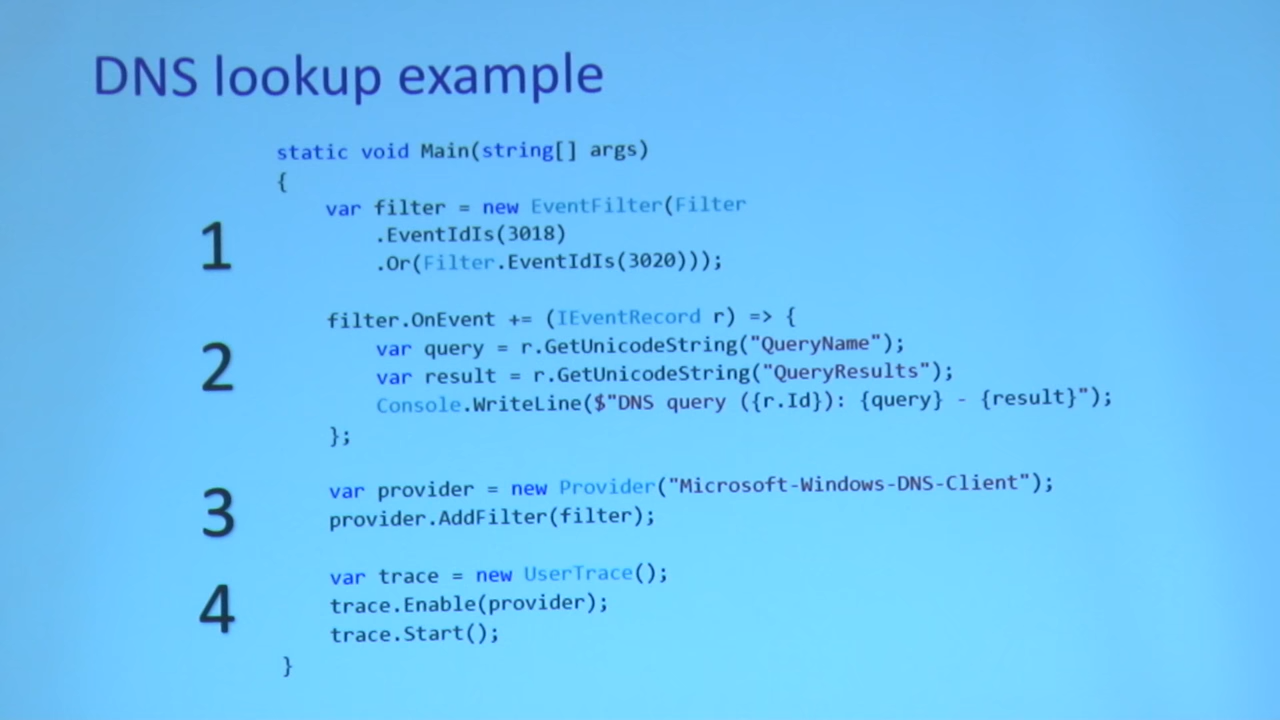 DNS lookup example
static void Main(string[] args)
{
var filter = new EventFilter(Filter
1
.EventIdIs(3018)
.Or(Filter.EventIdIs(3020)));
filter.OnEvent += (IEventRecord r) => {
2
var query = r.GetUnicodeString("QueryName");
var result = r.GetUnicodeString("QueryResults");
Console.WriteLine($"DNS query ({r.Id}): {query} - {result}");
};
3
var provider = new Provider("Microsoft-Windows-DNS-Client");
provider.AddFilter(filter);
4
var trace = new UserTrace();
trace.Enable(provider);
trace.Start();
}